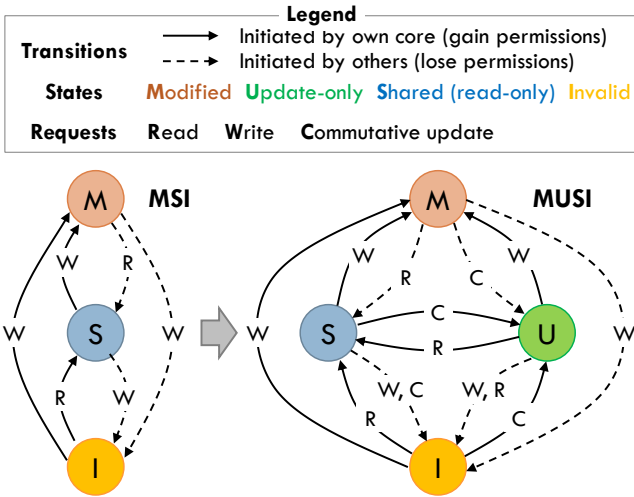 Legend
Transitions
Initiated by own core (gain permissions)
Initiated by others (lose permissions)
States Modified Update-only Shared (read-only) Invalid
Requests Read Write Commutative update
MSI
MUSI
M
M
W
R
W
R
C
W
W
W
W
W
S
S
C
R
U
R
W
W, C
W, R
R
C
I
I